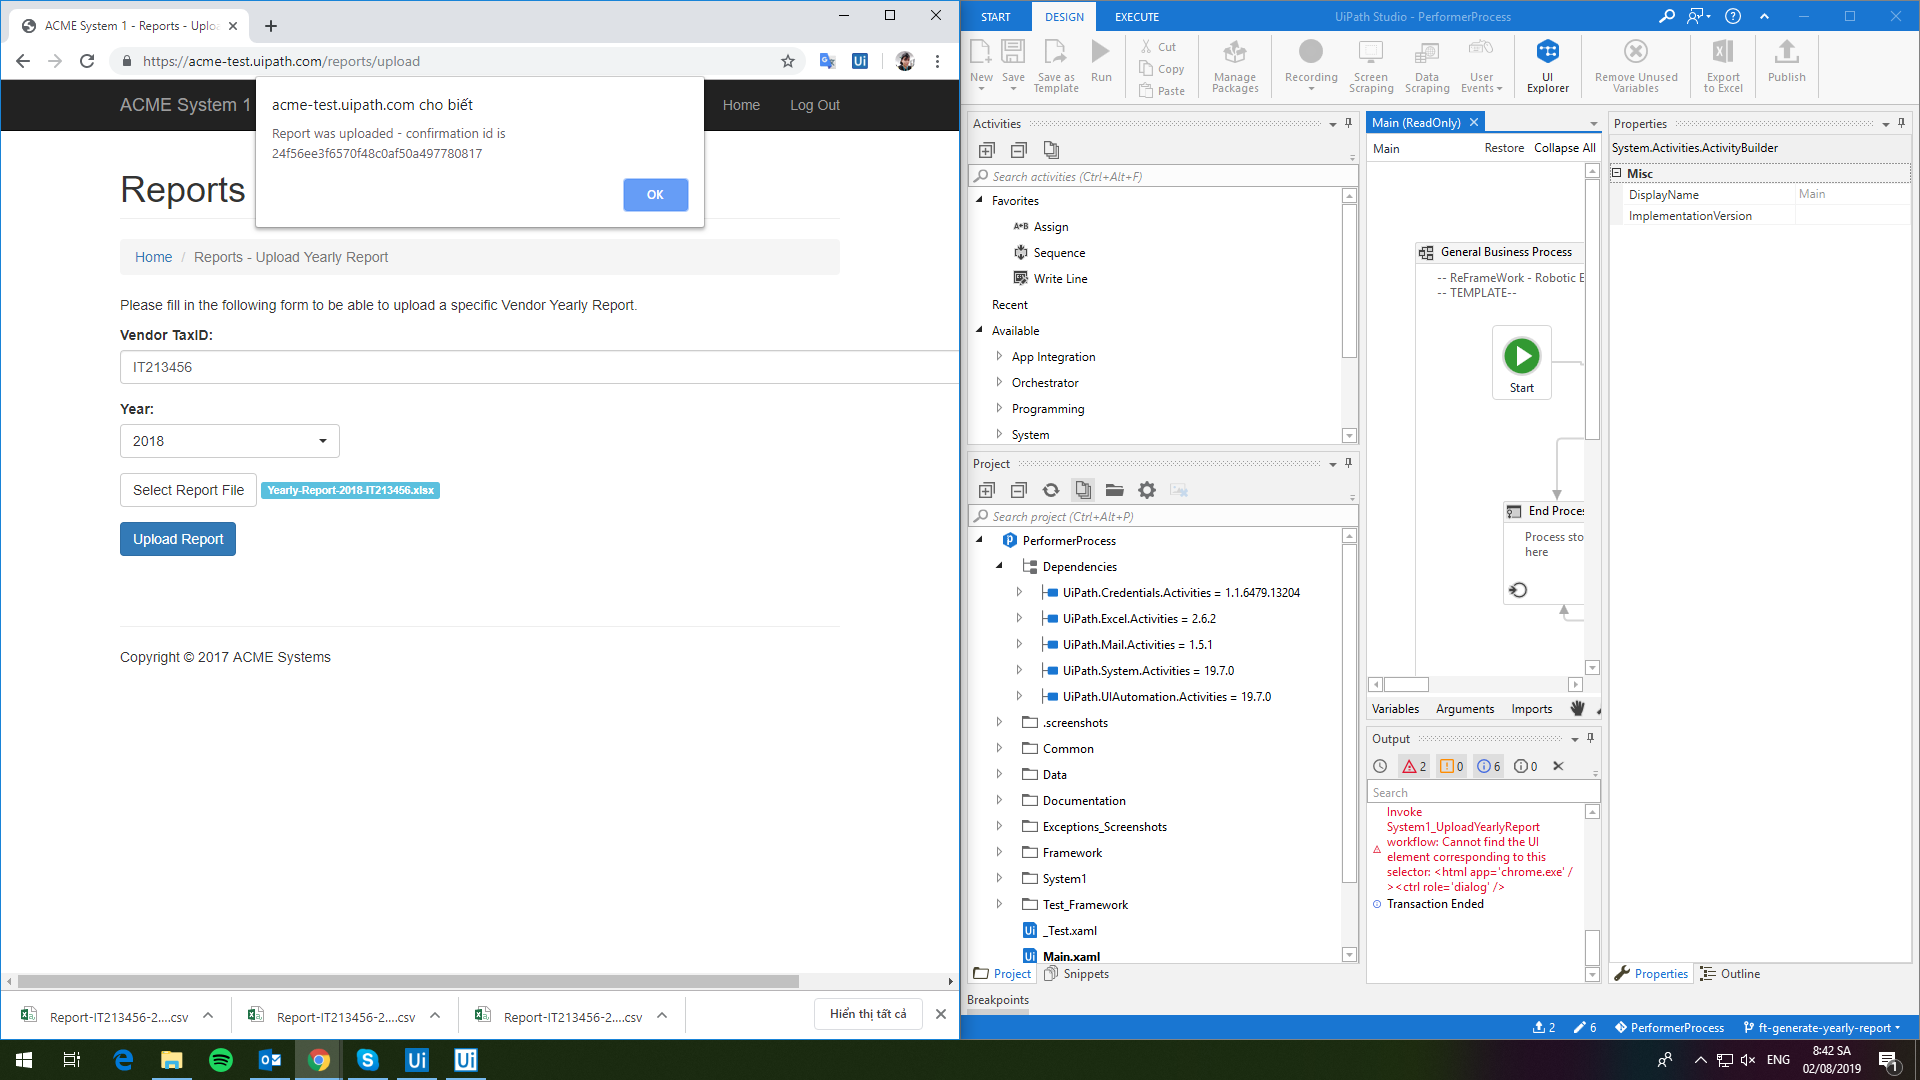 ACME System 1 - Reports - Uplo
https://acme-test.uipath.com/reports/upload
ACME System 1
Home
Log Out
acme-test.uipath.com cho biết
Report was uploaded - confirmation id is
24f56ee3f6570f48c0af50a497780817
OK
Reports
Home / Reports - Upload Yearly Report
Please fill in the following form to be able to upload a specific Vendor Yearly Report.
Vendor TaxID:
IT213456
Year:
2018
Select Report File
Yearly-Report-2018-IT213456.xlsx
Upload Report
Copyright © 2017 ACME Systems
Report-IT213456-2....csv
Report-IT213456-2....csv
Report-IT213456-2....csv
Hiển thị tất cả
START
DESIGN
EXECUTE
UiPath Studio - PerformerProcess
New
Save
Save as Template
Run
Cut
Copy
Paste
Manage Packages
Recording
Screen Scraping
Data Scraping
User Events
UI Explorer
Remove Unused Variables
Export to Excel
Publish
Activities
Search activities (Ctrl+Alt+F)
Favorites
A+B Assign
Sequence
Write Line
Recent
Available
App Integration
Orchestrator
Programming
System
Project
Search project (Ctrl+Alt+P)
PerformerProcess
Dependencies
UiPath.Credentials.Activities = 1.1.6479.13204
UiPath.Excel.Activities = 2.6.2
UiPath.Mail.Activities = 1.5.1
UiPath.System.Activities = 19.7.0
UiPath.UIAutomation.Activities = 19.7.0
.screenshots
Common
Data
Documentation
Exceptions_Screenshots
Framework
System1
Test_Framework
_Test.xaml
Main.xaml
Project
Snippets
Breakpoints
Main (ReadOnly)
Main
Restore
Collapse All
General Business Process
-- ReFrameWork - Robotic E
-- TEMPLATE--
Start
End Proces
Process sto
here
Variables
Arguments
Imports
Output
2
0
6
0
Search
Invoke
System1_UploadYearlyReport
workflow: Cannot find the UI
element corresponding to this
selector: <html app='chrome.exe' /
><ctrl role='dialog' />
Transaction Ended
Properties
System.Activities.ActivityBuilder
Misc
DisplayName
Main
ImplementationVersion
Properties
Outline
2
6
PerformerProcess
ft-generate-yearly-report
ENG
8:42 SA
02/08/2019
1